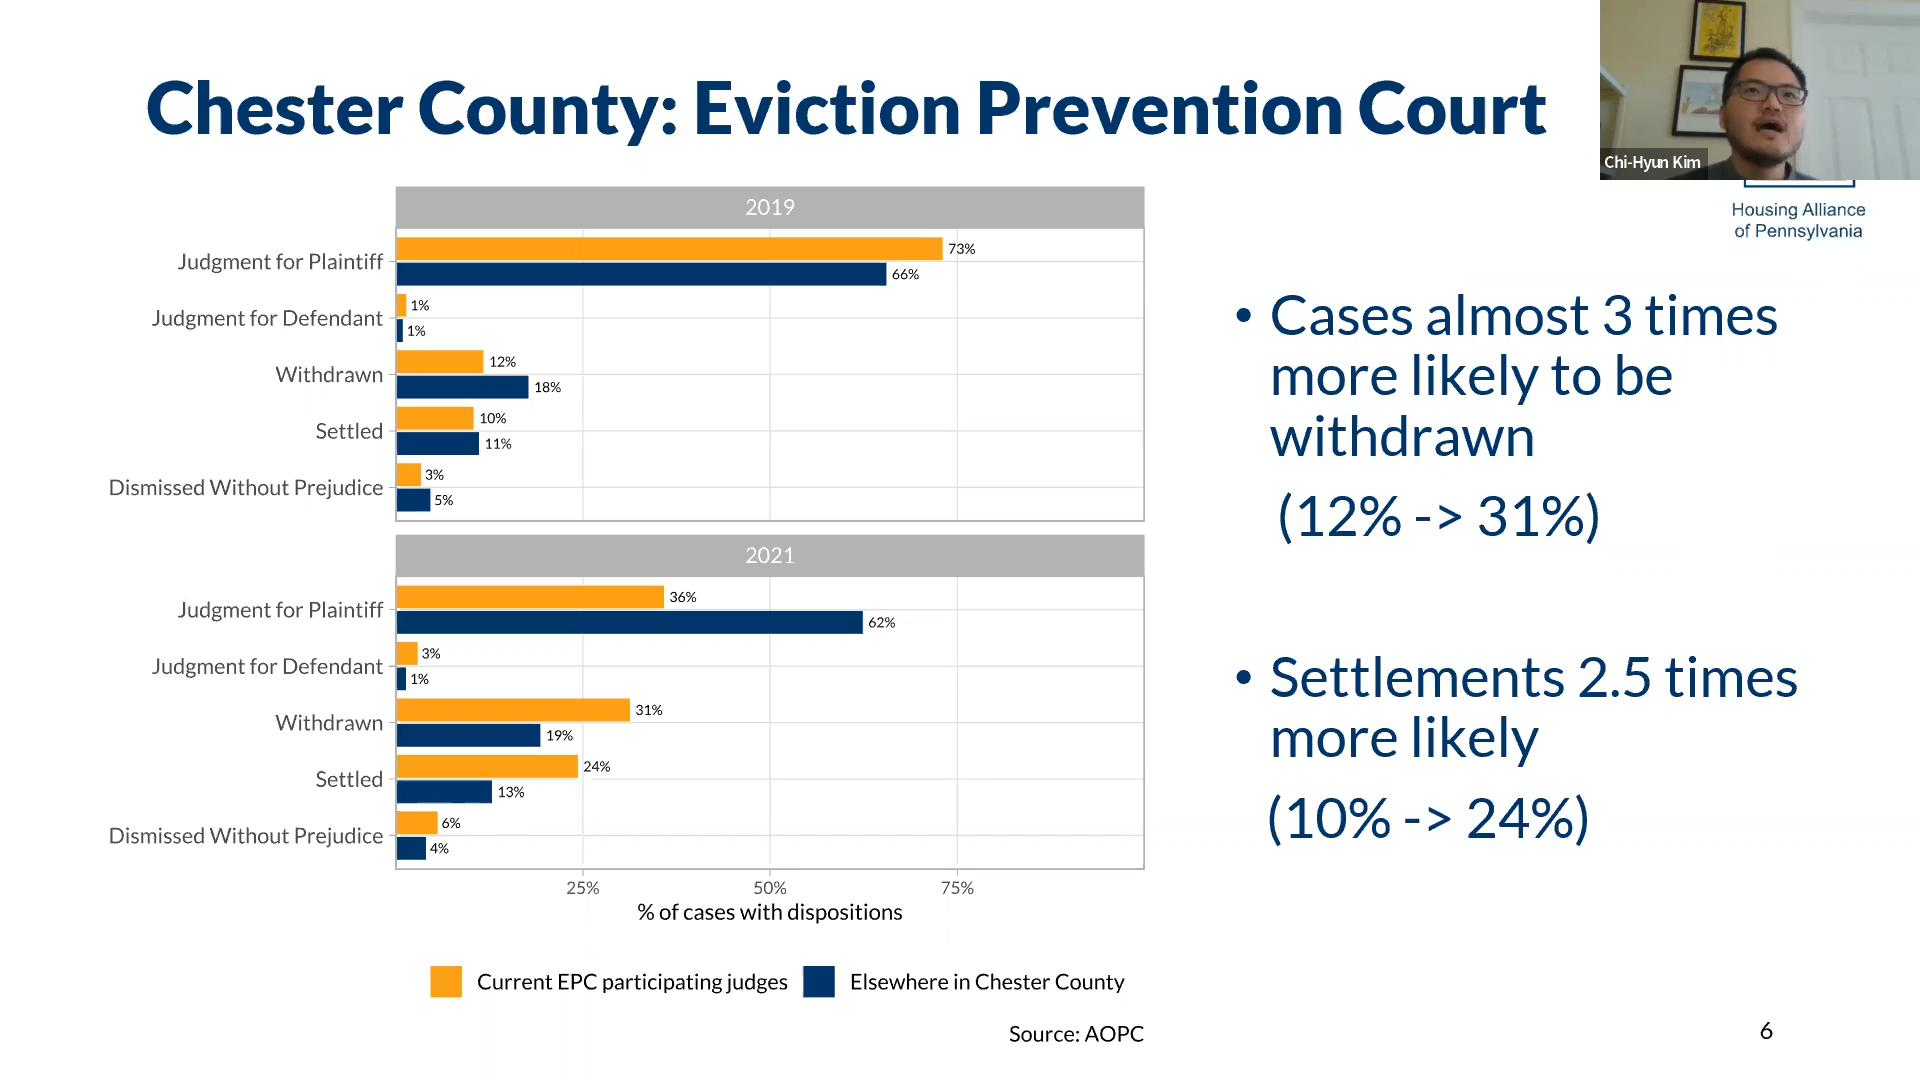 Chester County: Eviction Prevention Court
Chi-Hyun Kim
Housing Alliance
of Pennsylvania
2019
Judgment for Plaintiff
73%
66%
Judgment for Defendant
1%
1%
Withdrawn
12%
18%
Settled
10%
11%
Dismissed Without Prejudice
3%
5%
2021
Judgment for Plaintiff
36%
62%
Judgment for Defendant
3%
1%
Withdrawn
31%
19%
Settled
24%
13%
Dismissed Without Prejudice
6%
4%
25% 50% 75%
% of cases with dispositions
Current EPC participating judges Elsewhere in Chester County
Source: AOPC
• Cases almost 3 times
more likely to be
withdrawn
(12% -> 31%)
• Settlements 2.5 times
more likely
(10% -> 24%)
6